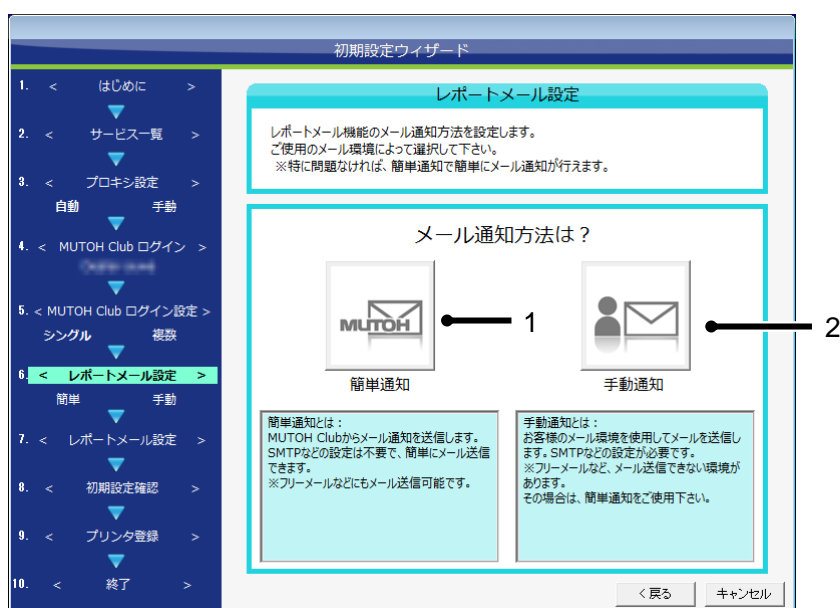 初期設定ウィザード
1. < はじめに >
2. < サービス一覧 >
3. < プロキシ設定 >
自動 手動
4. < MUTOH Club ログイン >
5. < MUTOH Club ログイン設定 >
シングル 複数
6. < レポートメール設定 >
簡単 手動
7. < レポートメール設定 >
8. < 初期設定確認 >
9. < プリンタ登録 >
10. < 終了 >
レポートメール設定
レポートメール機能のメール通知方法を設定します。
ご使用のメール環境によって選択して下さい。
※特に問題なければ、簡単通知で簡単にメール通知が行えます。
メール通知方法は？
MUTOH
1
2
簡単通知
手動通知
簡単通知とは：
MUTOH Clubからメール通知を送信します。
SMTPなどの設定は不要で、簡単にメール送信
できます。
※フリーメールなどにもメール送信可能です。
手動通知とは：
お客様のメール環境を使用してメールを送信し
ます。SMTPなどの設定が必要です。
※フリーメールなど、メール送信できない環境が
あります。
その場合は、簡単通知をご使用下さい。
< 戻る
キャンセル